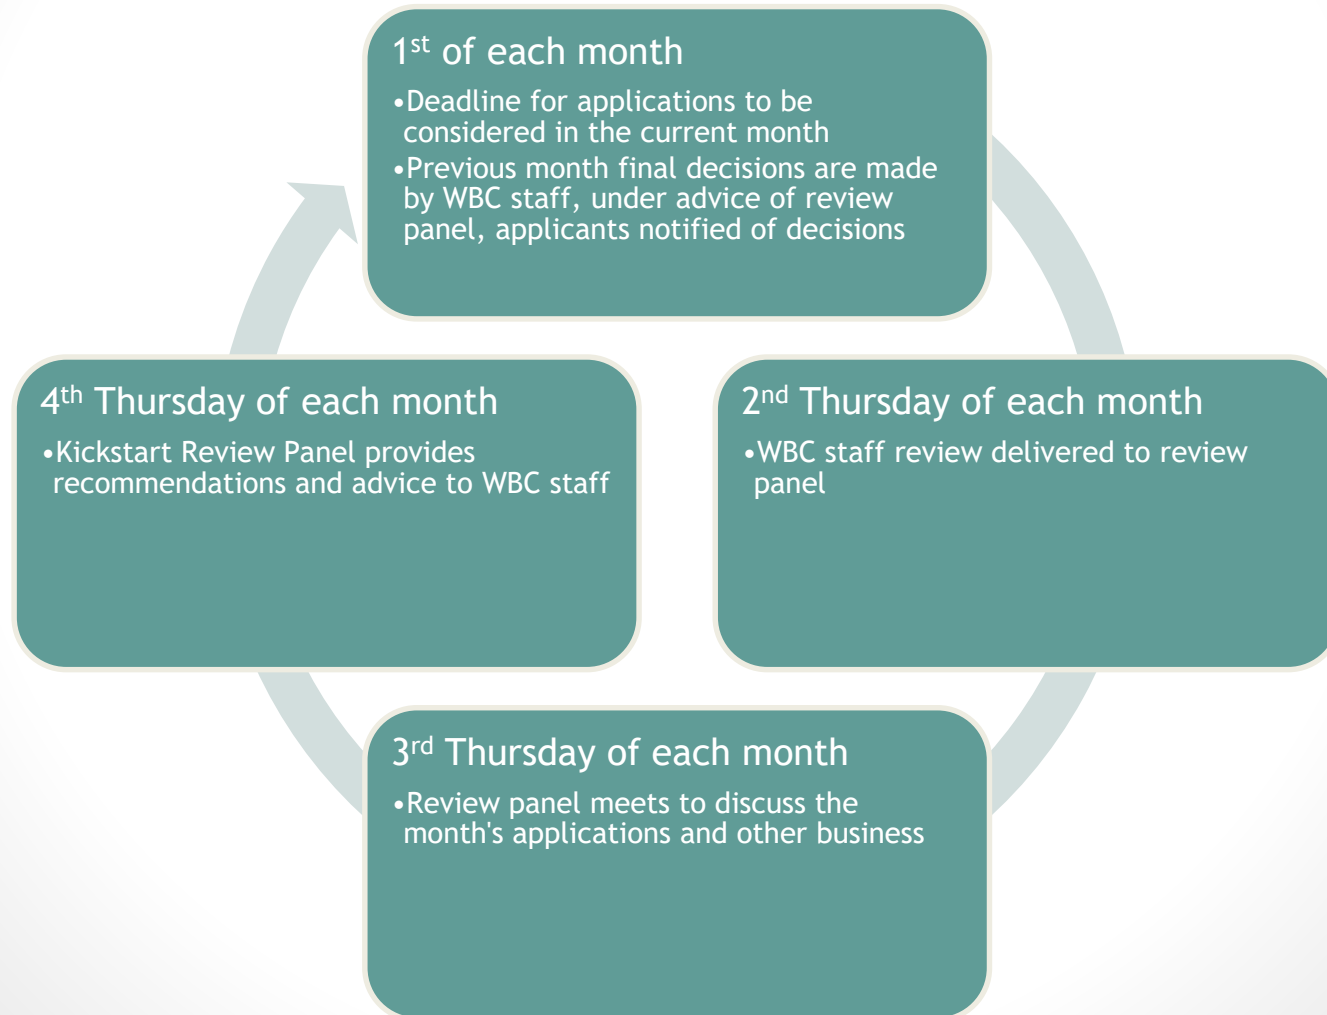 1st of each month
•Deadline for applications to be
considered in the current month
•Previous month final decisions are made
by WBC staff, under advice of review
panel, applicants notified of decisions
2nd Thursday of each month
•WBC staff review delivered to review
panel
3rd Thursday of each month
•Review panel meets to discuss the
month's applications and other business
4th Thursday of each month
•Kickstart Review Panel provides
recommendations and advice to WBC staff